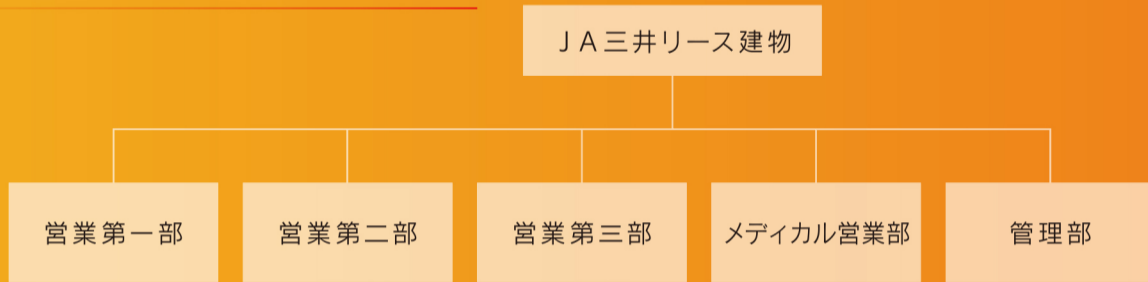 JA三井リース建物
営業第一部
営業第二部
営業第三部
メディカル営業部
管理部